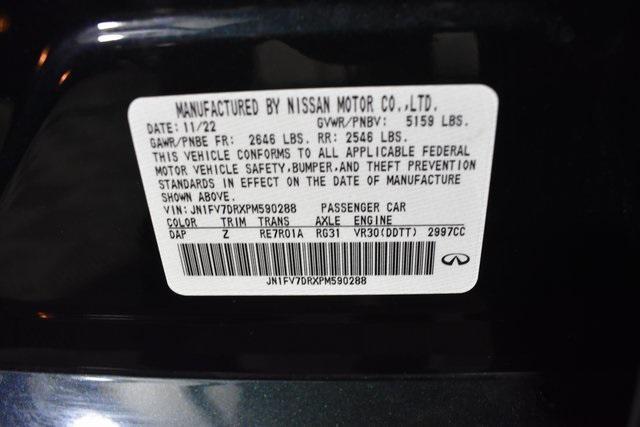 MANUFACTURED BY NISSAN MOTOR CO.,LTD.
DATE: 11/22 GVWR/PNBV: 5159 LBS.
GAWR/PNBE FR: 2646 LBS. RR: 2546 LBS.
THIS VEHICLE CONFORMS TO ALL APPLICABLE FEDERAL
MOTOR VEHICLE SAFETY,BUMPER,AND THEFT PREVENTION
STANDARDS IN EFFECT ON THE DATE OF MANUFACTURE
SHOWN ABOVE.
VIN: JN1FV7DRXPM590288 PASSENGER CAR
COLOR TRIM TRANS AXLE ENGINE
DAP Z RE7R01A RG31 VR30(DDTT) 2997CC
JN1FV7DRXPM590288